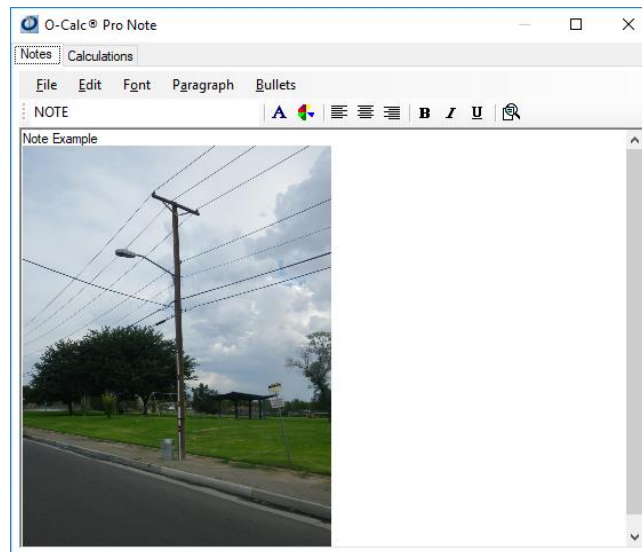 O-Calc® Pro Note
Notes Calculations
File Edit Font Paragraph Bullets
NOTE A B I U
Note Example